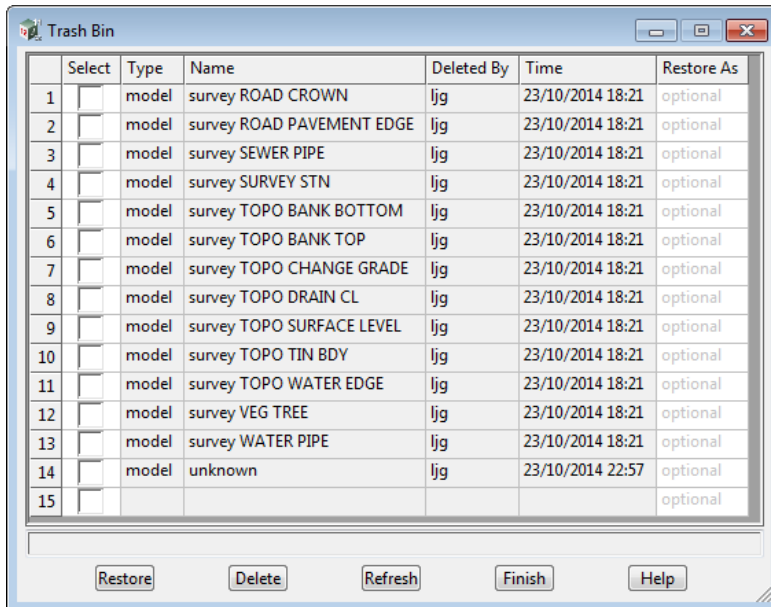 Trash Bin
Select Type Name Deleted By Time Restore As
1 model survey ROAD CROWN ljg 23/10/2014 18:21 optional
2 model survey ROAD PAVEMENT EDGE ljg 23/10/2014 18:21 optional
3 model survey SEWER PIPE ljg 23/10/2014 18:21 optional
4 model survey SURVEY STN ljg 23/10/2014 18:21 optional
5 model survey TOPO BANK BOTTOM ljg 23/10/2014 18:21 optional
6 model survey TOPO BANK TOP ljg 23/10/2014 18:21 optional
7 model survey TOPO CHANGE GRADE ljg 23/10/2014 18:21 optional
8 model survey TOPO DRAIN CL ljg 23/10/2014 18:21 optional
9 model survey TOPO SURFACE LEVEL ljg 23/10/2014 18:21 optional
10 model survey TOPO TIN BDY ljg 23/10/2014 18:21 optional
11 model survey TOPO WATER EDGE ljg 23/10/2014 18:21 optional
12 model survey VEG TREE ljg 23/10/2014 18:21 optional
13 model survey WATER PIPE ljg 23/10/2014 18:21 optional
14 model unknown ljg 23/10/2014 22:57 optional
15 optional
Restore Delete Refresh Finish Help